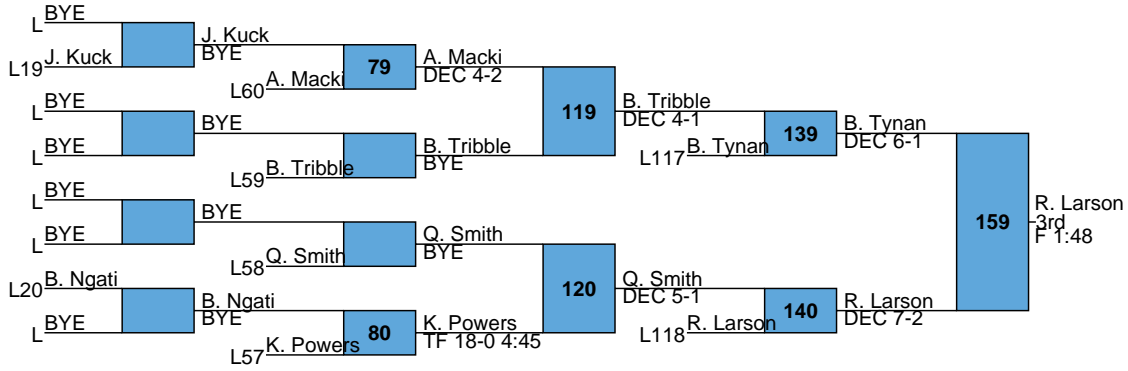 L BYE
J. Kuck
BYE
L19 J. Kuck
79
A. Macki
DEC 4-2
L60 A. Macki
L BYE
BYE
119
B. Tribble
DEC 4-1
L BYE
B. Tribble
BYE
L59 B. Tribble
139
B. Tynan
DEC 6-1
L117 B. Tynan
L BYE
BYE
L BYE
Q. Smith
BYE
L58 Q. Smith
159
R. Larson
3rd
F 1:48
L20 B. Ngati
B. Ngati
BYE
120
Q. Smith
DEC 5-1
L BYE
80
K. Powers
TF 18-0 4:45
L57 K. Powers
140
R. Larson
DEC 7-2
L118 R. Larson